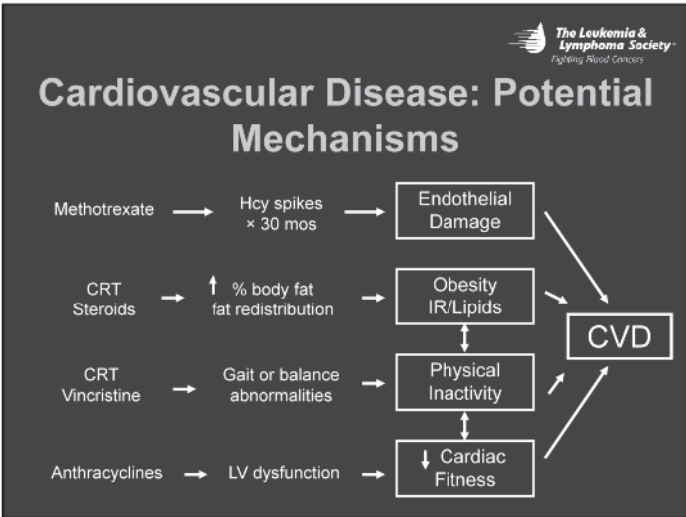 The Leukemia &
Lymphoma Society
Fighting Blood Cancers
Cardiovascular Disease: Potential
Mechanisms
Methotrexate
Hcy spikes
× 30 mos
Endothelial
Damage
CRT
Steroids
↑ % body fat
fat redistribution
Obesity
IR/Lipids
CVD
CRT
Vincristine
Gait or balance
abnormalities
Physical
Inactivity
Anthracyclines
LV dysfunction
↓ Cardiac
Fitness